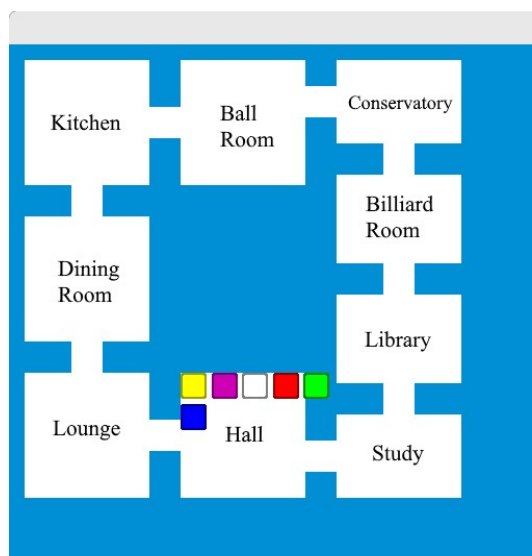 Kitchen
Ball
Room
Conservatory
Billiard
Room
Dining
Room
Library
Lounge
Hall
Study